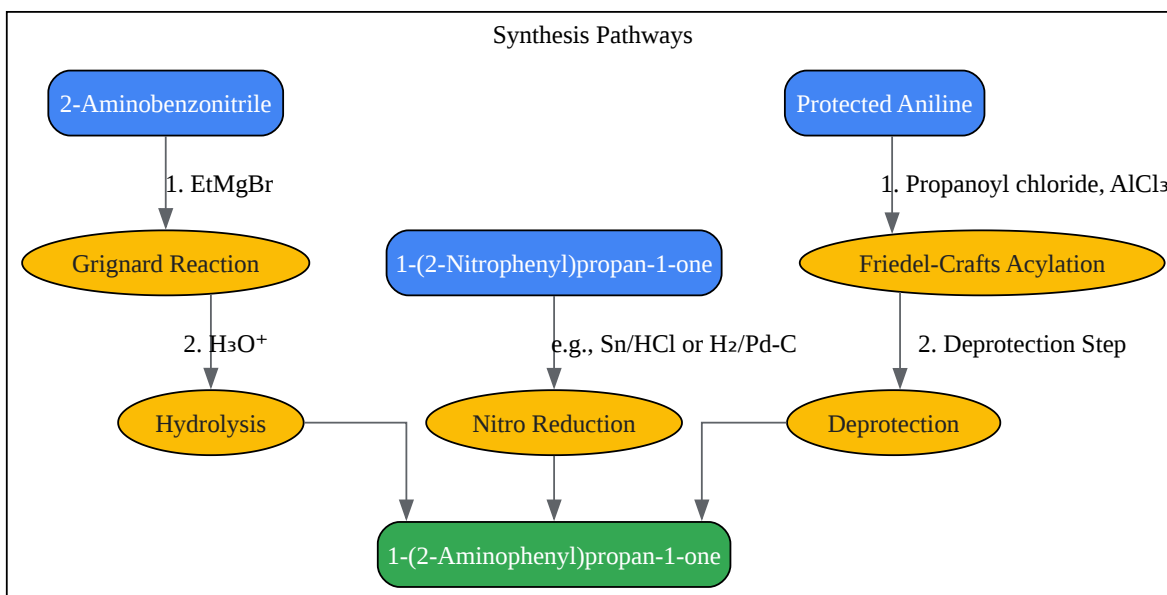 Synthesis Pathways
2-Aminobenzonitrile
Protected Aniline
1. EtMgBr
1. Propanoyl chloride, AlCl₃
Grignard Reaction
1-(2-Nitrophenyl)propan-1-one
Friedel-Crafts Acylation
2. H₃O⁺
e.g., Sn/HCl or H₂/Pd-C
2. Deprotection Step
Hydrolysis
Nitro Reduction
Deprotection
1-(2-Aminophenyl)propan-1-one